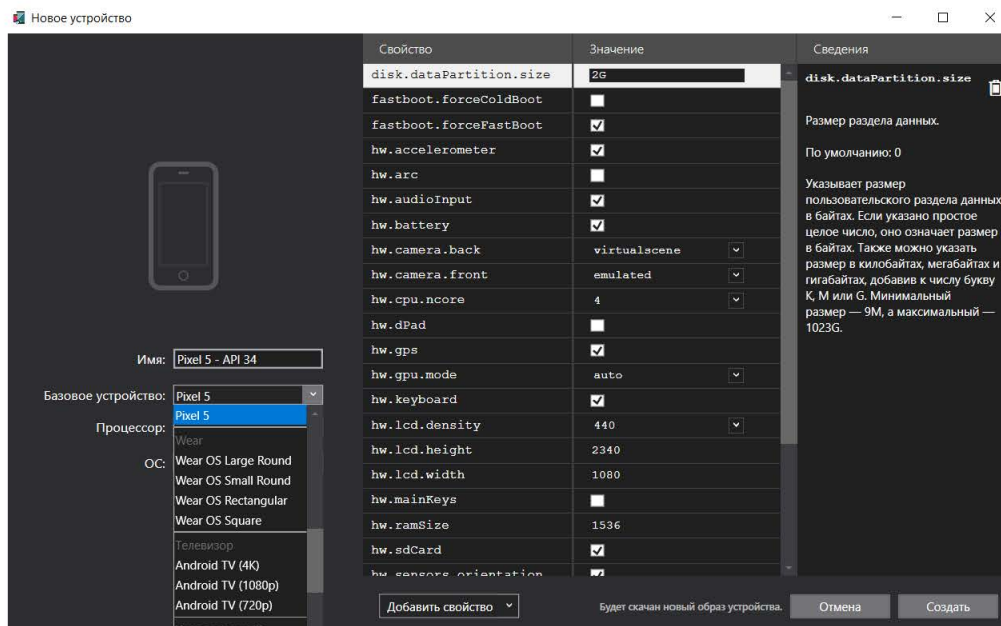 Новое устройство
Свойство Значение Сведения
disk.dataPartition.size 2G
fastboot.forceColdBoot
fastboot.forceFastBoot
hw.accelerometer
hw.arc
hw.audioInput
hw.battery
hw.camera.back virtualscene
hw.camera.front emulated
hw.cpu.ncore 4
hw.dPad
hw.gps
hw.gpu.mode auto
hw.keyboard
hw.lcd.density 440
hw.lcd.height 2340
hw.lcd.width 1080
hw.mainKeys
hw.ramSize 1536
hw.sdCard
hw.sensors.orientation
disk.dataPartition.size
Размер раздела данных.
По умолчанию: 0
Указывает размер
пользовательского раздела данных
в байтах. Если указано простое
целое число, оно означает размер
в байтах. Также можно указать
размер в килобайтах, мегабайтах и
гигабайтах, добавив к числу букву
K, M или G. Минимальный
размер — 9M, а максимальный —
1023G.
Имя: Pixel 5 - API 34
Базовое устройство: Pixel 5
Процессор:
ОС:
Pixel 5
Wear
Wear OS Large Round
Wear OS Small Round
Wear OS Rectangular
Wear OS Square
Телевизор
Android TV (4K)
Android TV (1080p)
Android TV (720p)
Добавить свойство
Будет скачан новый образ устройства.
Отмена
Создать